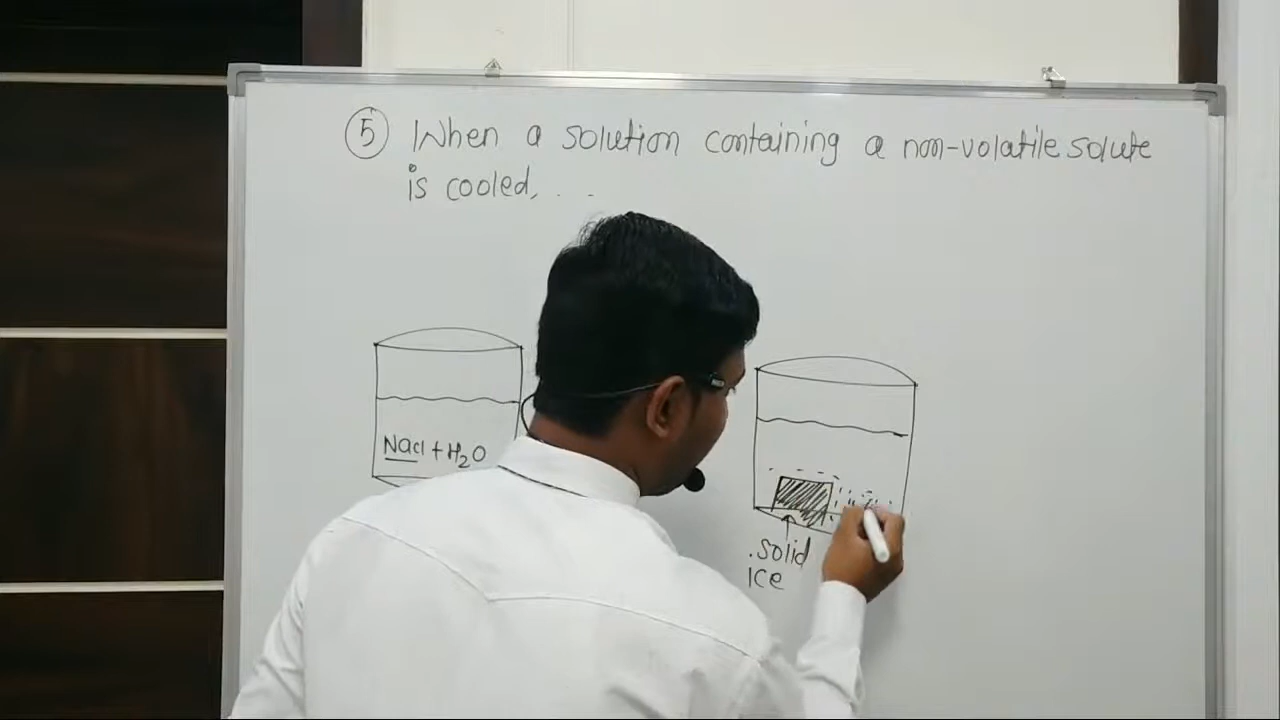 ⑤ When a solution containing a non-volatile solute
is cooled, . .
NaCl + H₂O
.solid
ice